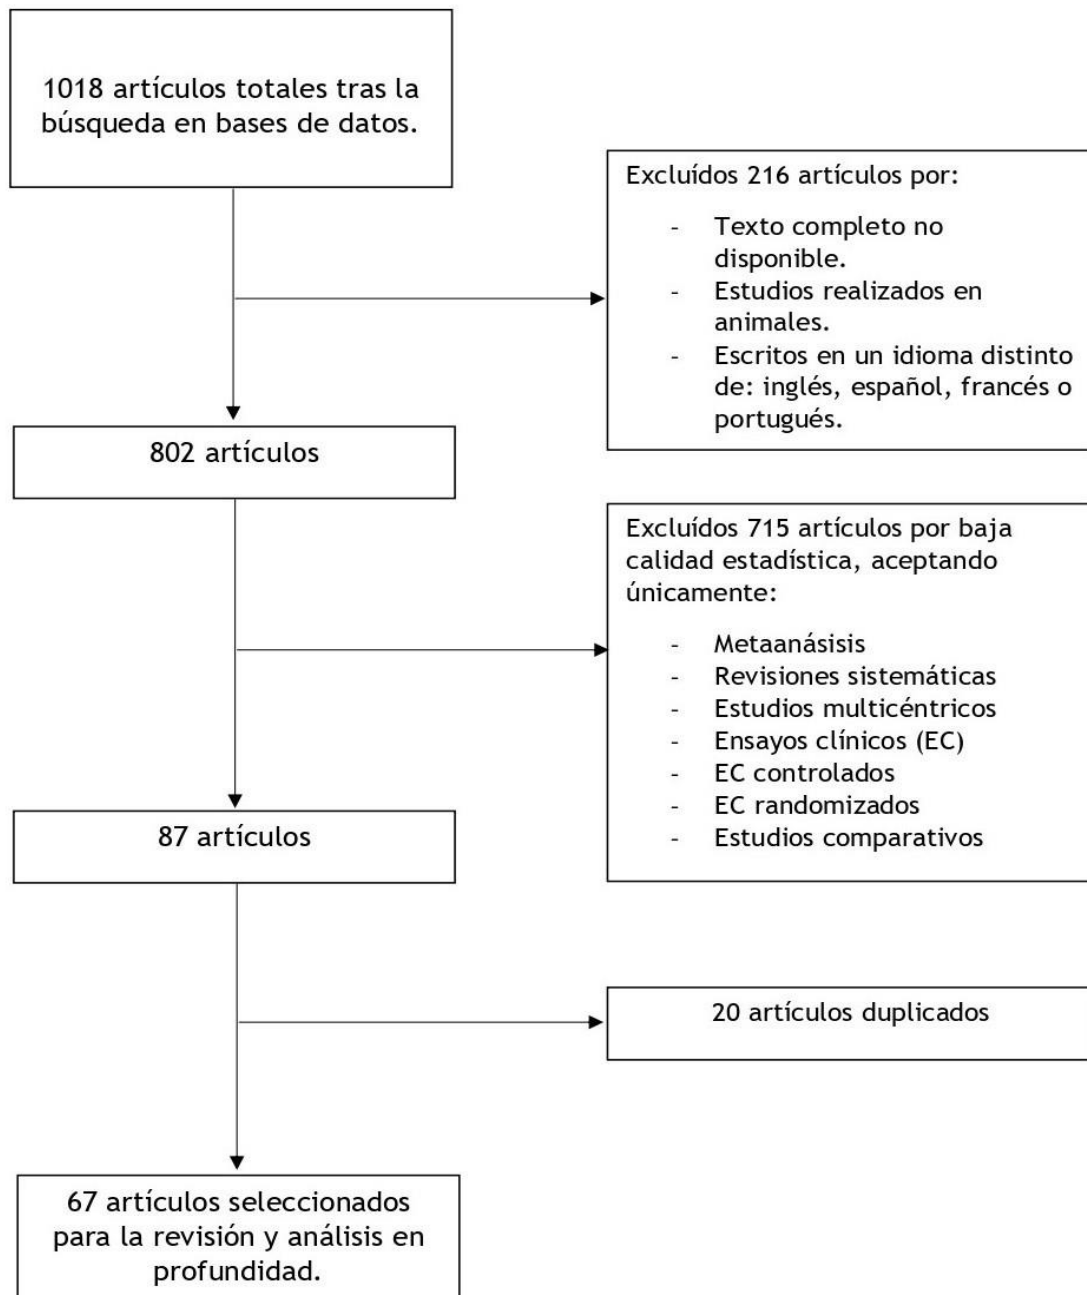 1018 artículos totales tras la
búsqueda en bases de datos.
Excluídos 216 artículos por:
- Texto completo no
disponible.
- Estudios realizados en
animales.
- Escritos en un idioma distinto
de: inglés, español, francés o
portugués.
802 artículos
Excluídos 715 artículos por baja
calidad estadística, aceptando
únicamente:
- Metaanásisis
- Revisiones sistemáticas
- Estudios multicéntricos
- Ensayos clínicos (EC)
- EC controlados
- EC randomizados
- Estudios comparativos
87 artículos
20 artículos duplicados
67 artículos seleccionados
para la revisión y análisis en
profundidad.